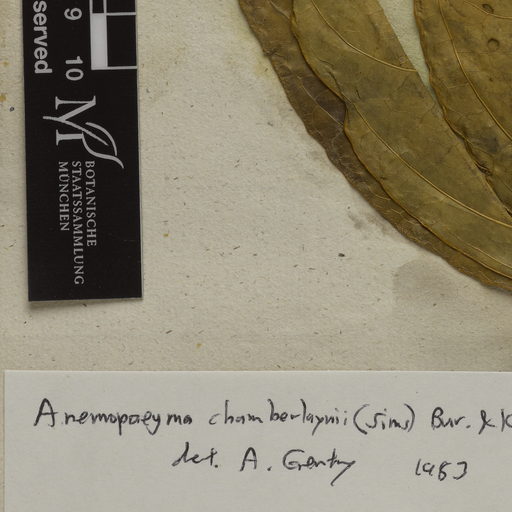 served
9 10
M
BOTANISCHE
STAATSSAMMLUNG
MÜNCHEN
Anemopaegma chamberlaynii (Sims) Bur. & K
det. A. Gentry 1983